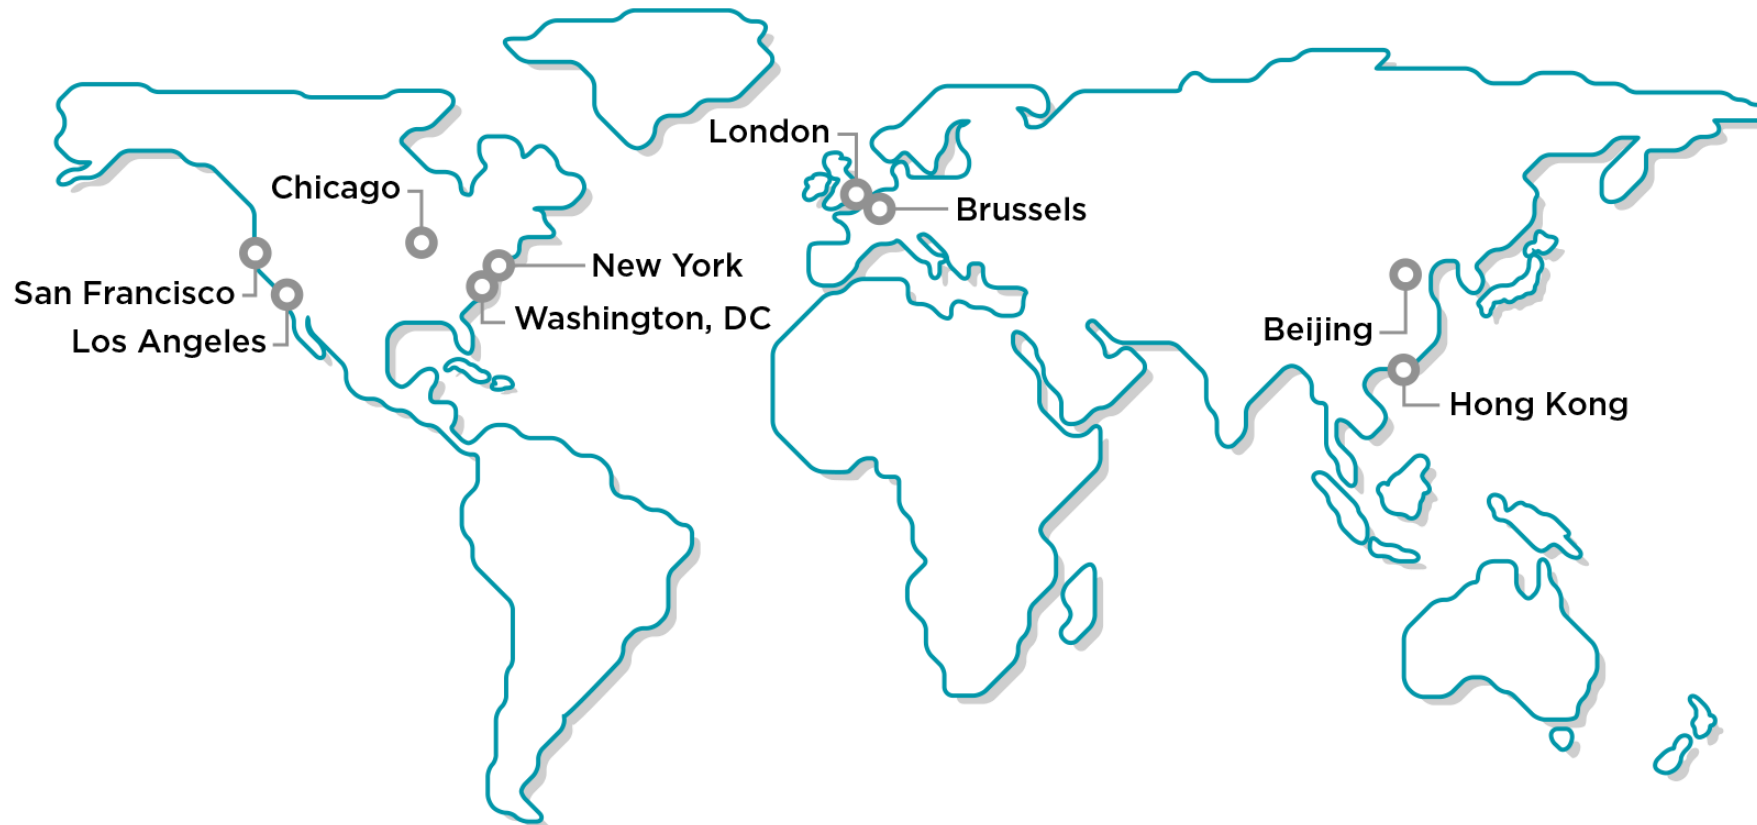 London
Chicago
Brussels
New York
San Francisco
Washington, DC
Beijing
Los Angeles
Hong Kong